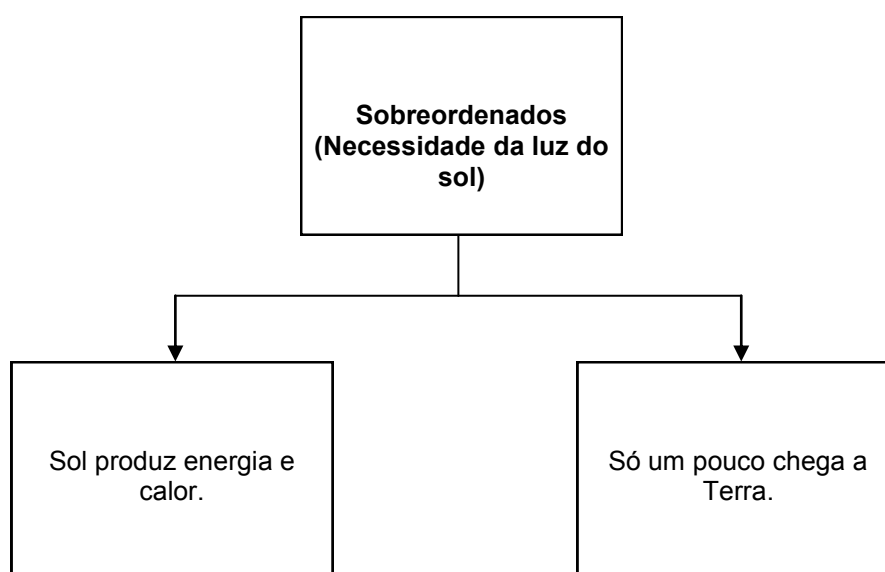 Sobreordenados
(Necessidade da luz do
sol)
Sol produz energia e
calor.
Só um pouco chega a
Terra.